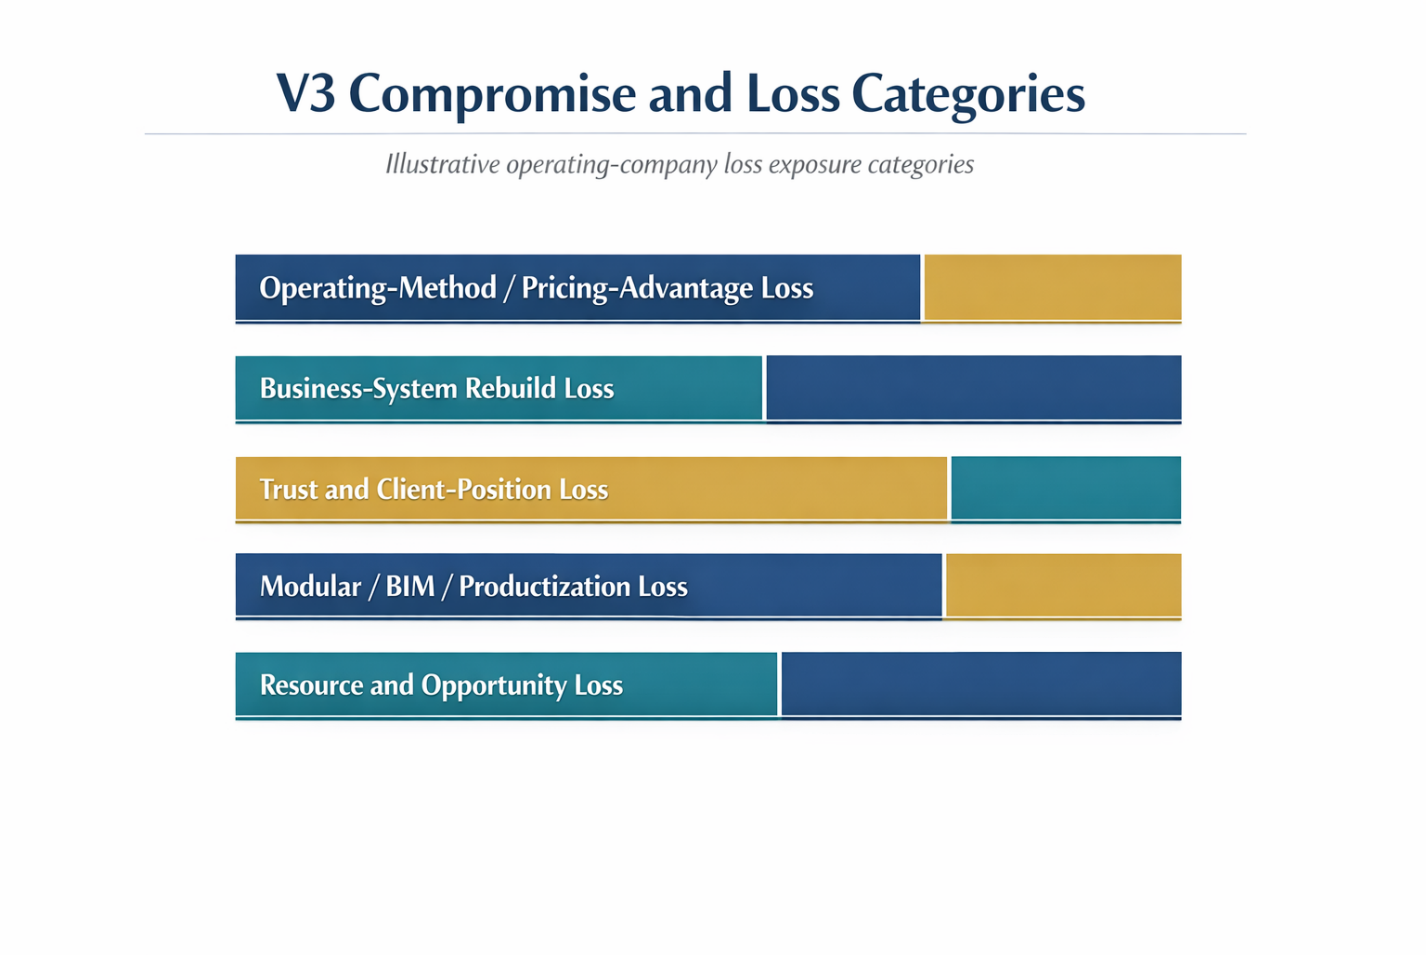 V3 Compromise and Loss Categories
Illustrative operating-company loss exposure categories
Operating-Method / Pricing-Advantage Loss
Business-System Rebuild Loss
Trust and Client-Position Loss
Modular / BIM / Productization Loss
Resource and Opportunity Loss